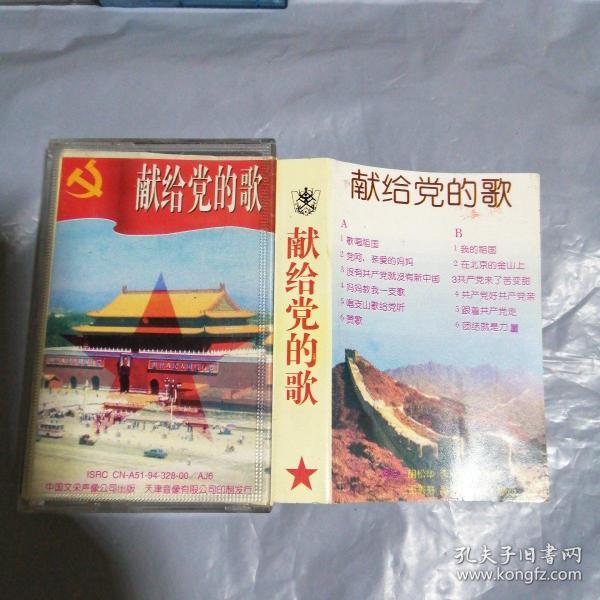 献给党的歌
ISRC CN-A51-94-328-00/AJ6
中国文采声像公司出版 天津音像有限公司印制发行
献给党的歌
献给党的歌
A
1 歌唱祖国
2 党啊，亲爱的妈妈
3 没有共产党就没有新中国
4 妈妈教我一支歌
5 唱支山歌给党听
6 赞歌
B
1 我的祖国
2 在北京的金山上
3 共产党来了苦变甜
4 共产党好共产党亲
5 跟着共产党走
6 团结就是力量
胡松华
孔夫子旧书网
www.kongfz.com